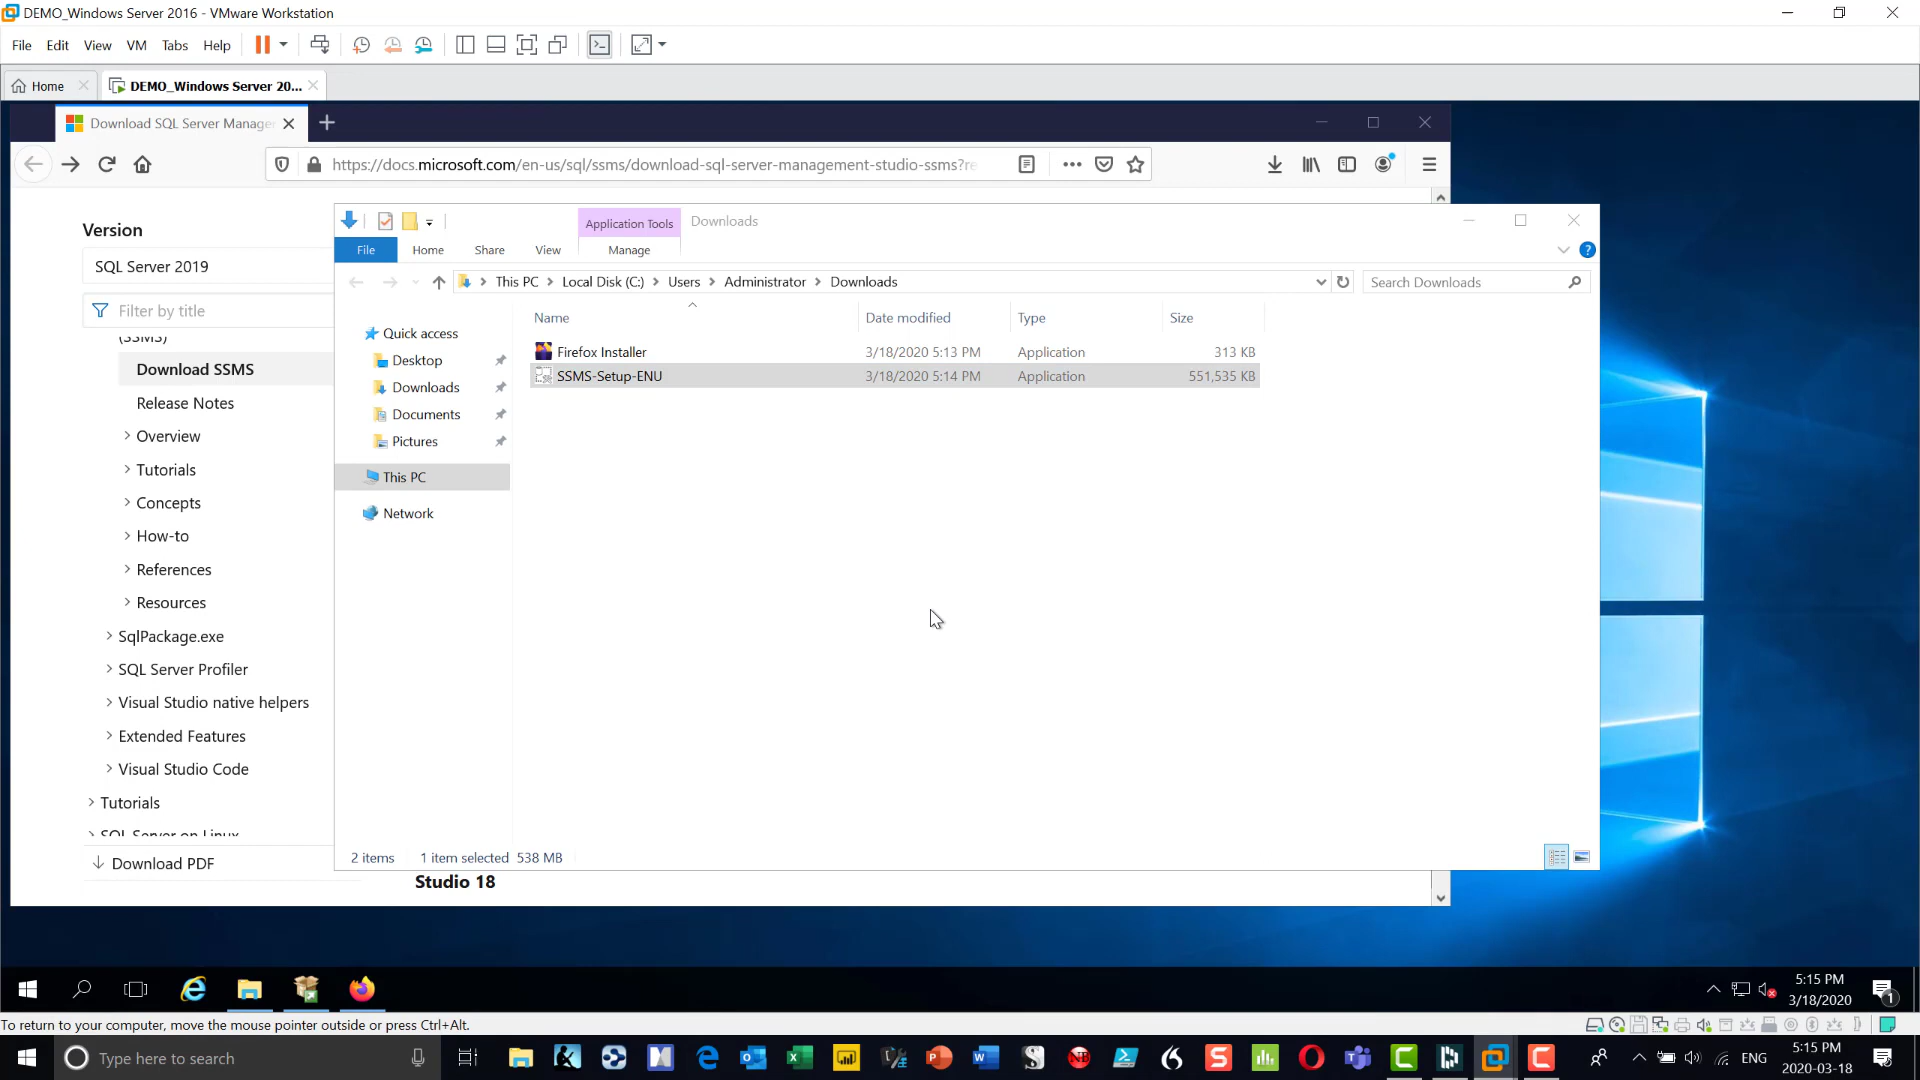 DEMO_Windows Server 2016 - VMware Workstation
File Edit View VM Tabs Help
Home
DEMO_Windows Server 20...
Download SQL Server Manage
https://docs.microsoft.com/en-us/sql/ssms/download-sql-server-management-studio-ssms?re
Version
SQL Server 2019
Filter by title
(SSMS)
Download SSMS
Release Notes
Overview
Tutorials
Concepts
How-to
References
Resources
SqlPackage.exe
SQL Server Profiler
Visual Studio native helpers
Extended Features
Visual Studio Code
Tutorials
SQL Server on Linux
Download PDF
Application Tools
Downloads
File Home Share View Manage
This PC Local Disk (C:) Users Administrator Downloads
Search Downloads
Quick access
Desktop
Downloads
Documents
Pictures
This PC
Network
Name Date modified Type Size
Firefox Installer 3/18/2020 5:13 PM Application 313 KB
SSMS-Setup-ENU 3/18/2020 5:14 PM Application 551,535 KB
2 items 1 item selected 538 MB
Studio 18
5:15 PM
3/18/2020
1
To return to your computer, move the mouse pointer outside or press Ctrl+Alt.
Type here to search
ENG
5:15 PM
2020-03-18